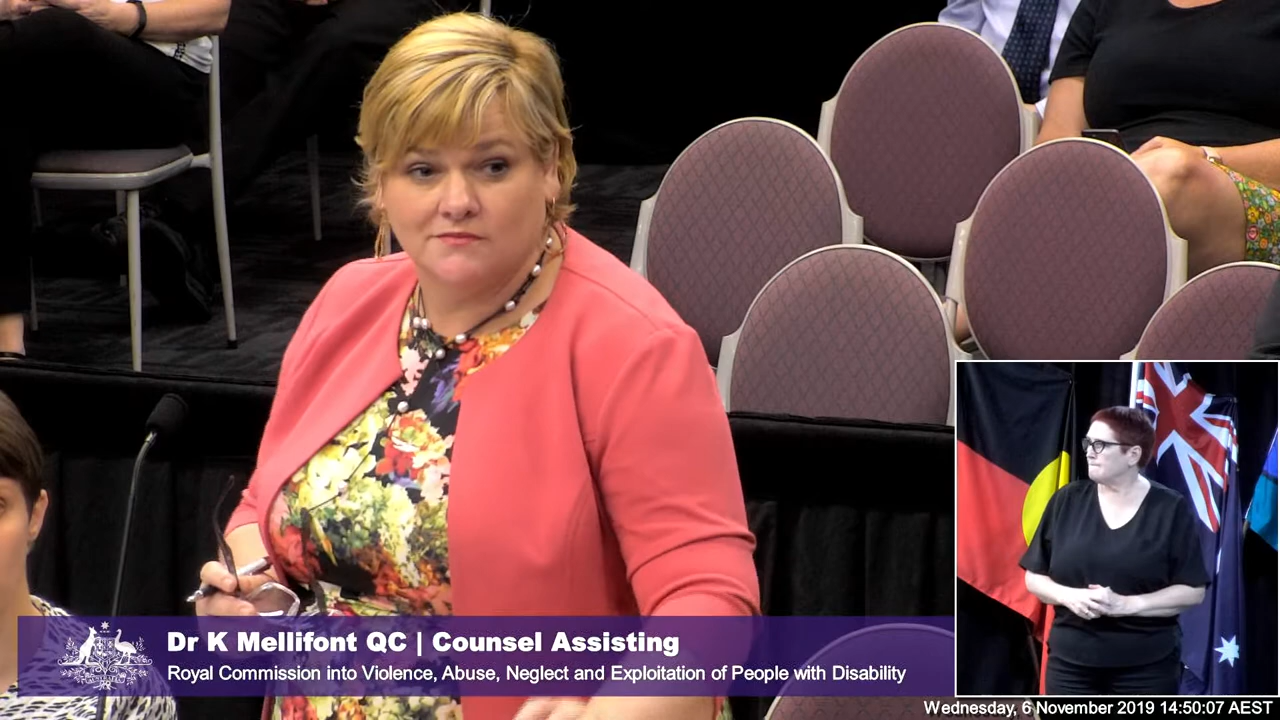 Dr K Mellifont QC | Counsel Assisting
Royal Commission into Violence, Abuse, Neglect and Exploitation of People with Disability
Wednesday, 6 November 2019 14:50:07 AEST